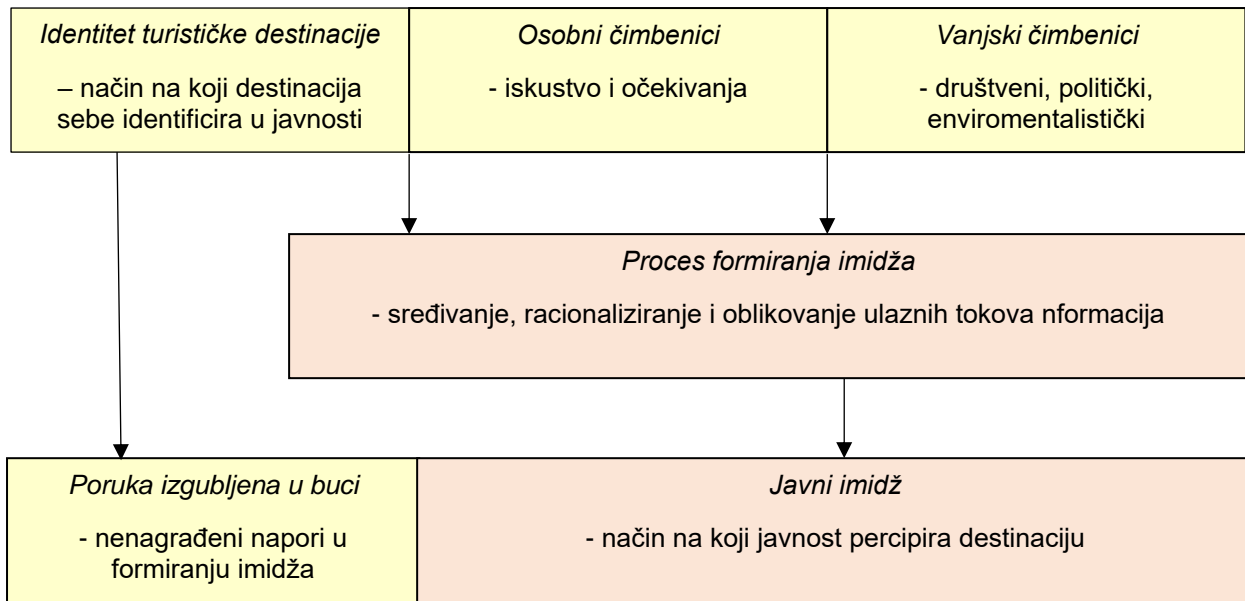 Identitet turističke destinacije
– način na koji destinacija
sebe identificira u javnosti
Osobni čimbenici
- iskustvo i očekivanja
Vanjski čimbenici
- društveni, politički,
enviromentalistički
Proces formiranja imidža
- sređivanje, racionaliziranje i oblikovanje ulaznih tokova nformacija
Poruka izgubljena u buci
- nenagrađeni napori u
formiranju imidža
Javni imidž
- način na koji javnost percipira destinaciju